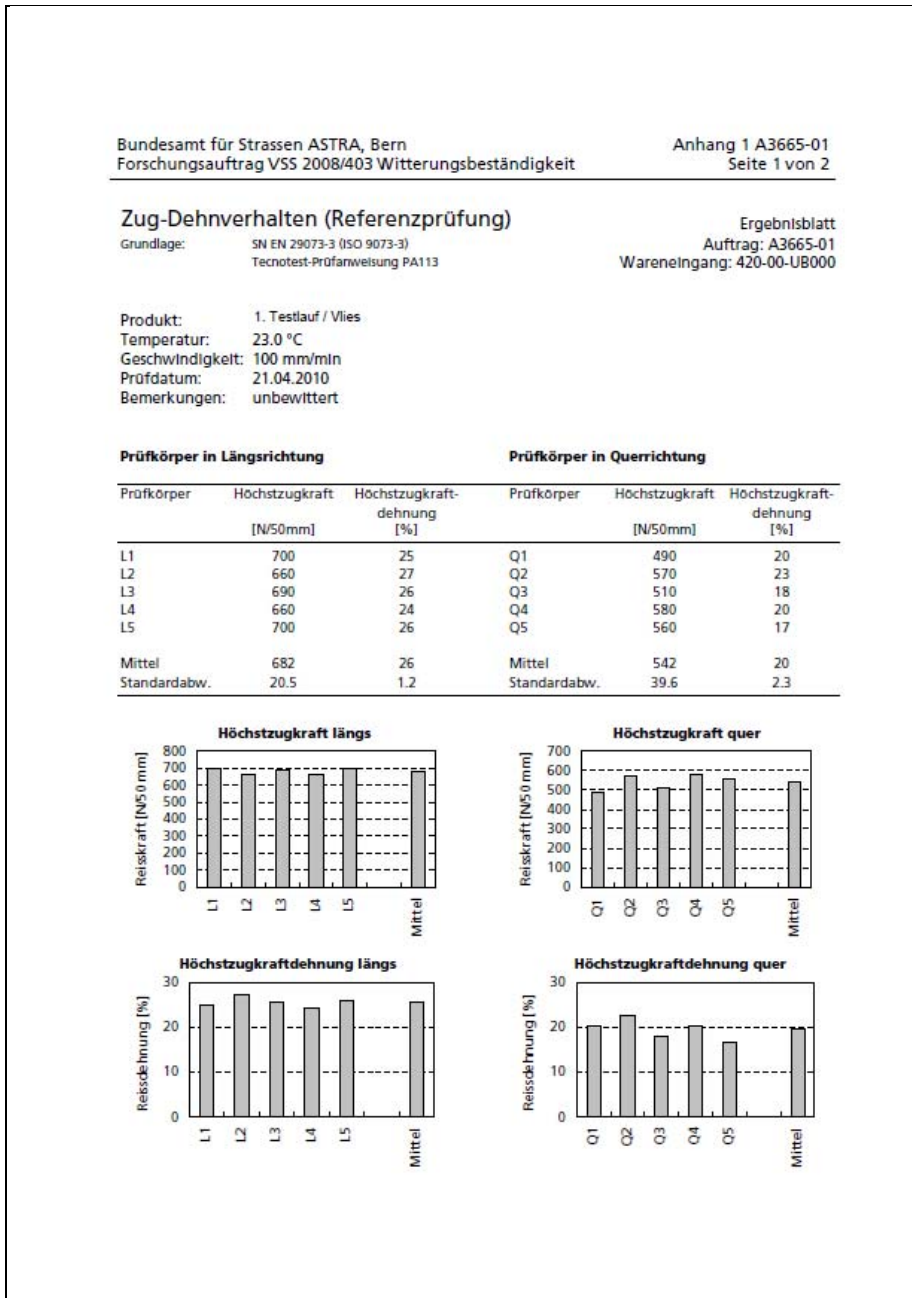 Bundesamt für Strassen ASTRA, Bern Anhang 1 A3665-01
Forschungsauftrag VSS 2008/403 Witterungsbeständigkeit Seite 1 von 2
Zug-Dehnverhalten (Referenzprüfung) Ergebnisblatt
Grundlage: SN EN 29073-3 (ISO 9073-3) Auftrag: A3665-01
Tecnotest-Prüfanweisung PA113 Wareneingang: 420-00-UB000
Produkt: 1. Testlauf / Vlies
Temperatur: 23.0 °C
Geschwindigkeit: 100 mm/min
Prüfdatum: 21.04.2010
Bemerkungen: unbewittert
Prüfkörper in Längsrichtung Prüfkörper in Querrichtung
Prüfkörper Höchstzugkraft Höchstzugkraft- Prüfkörper Höchstzugkraft Höchstzugkraft-
dehnung dehnung
[N/50mm] [%] [N/50mm] [%]
L1 700 25 Q1 490 20
L2 660 27 Q2 570 23
L3 690 26 Q3 510 18
L4 660 24 Q4 580 20
L5 700 26 Q5 560 17
Mittel 682 26 Mittel 542 20
Standardabw. 20.5 1.2 Standardabw. 39.6 2.3
Höchstzugkraft längs
Reisskraft [N/50 mm]
800
700
600
500
400
300
200
100
0
L1 L2 L3 L4 L5 Mittel
Höchstzugkraft quer
Reisskraft [N/50 mm]
700
600
500
400
300
200
100
0
Q1 Q2 Q3 Q4 Q5 Mittel
Höchstzugkraftdehnung längs
Reissdehnung [%]
30
20
10
0
L1 L2 L3 L4 L5 Mittel
Höchstzugkraftdehnung quer
Reissdehnung [%]
30
20
10
0
Q1 Q2 Q3 Q4 Q5 Mittel